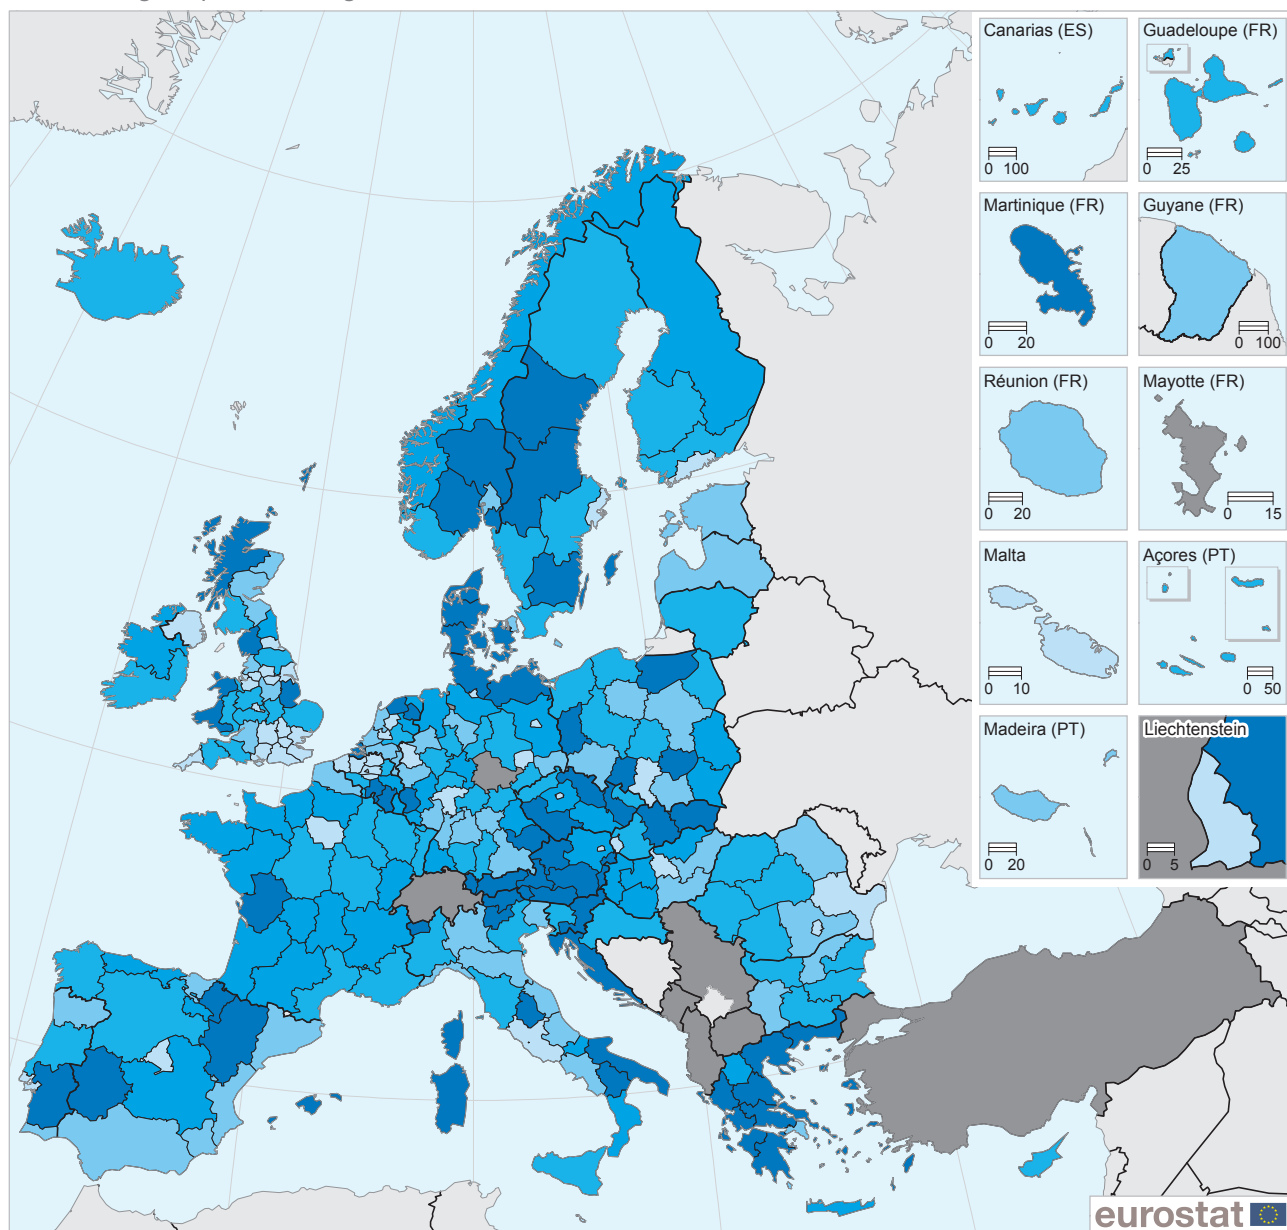 Canarias (ES)
0 100
Guadeloupe (FR)
0 25
Martinique (FR)
0 20
Guyane (FR)
0 100
Réunion (FR)
0 20
Mayotte (FR)
0 15
Malta
0 10
Açores (PT)
0 50
Madeira (PT)
0 20
Liechtenstein
0 5
eurostat